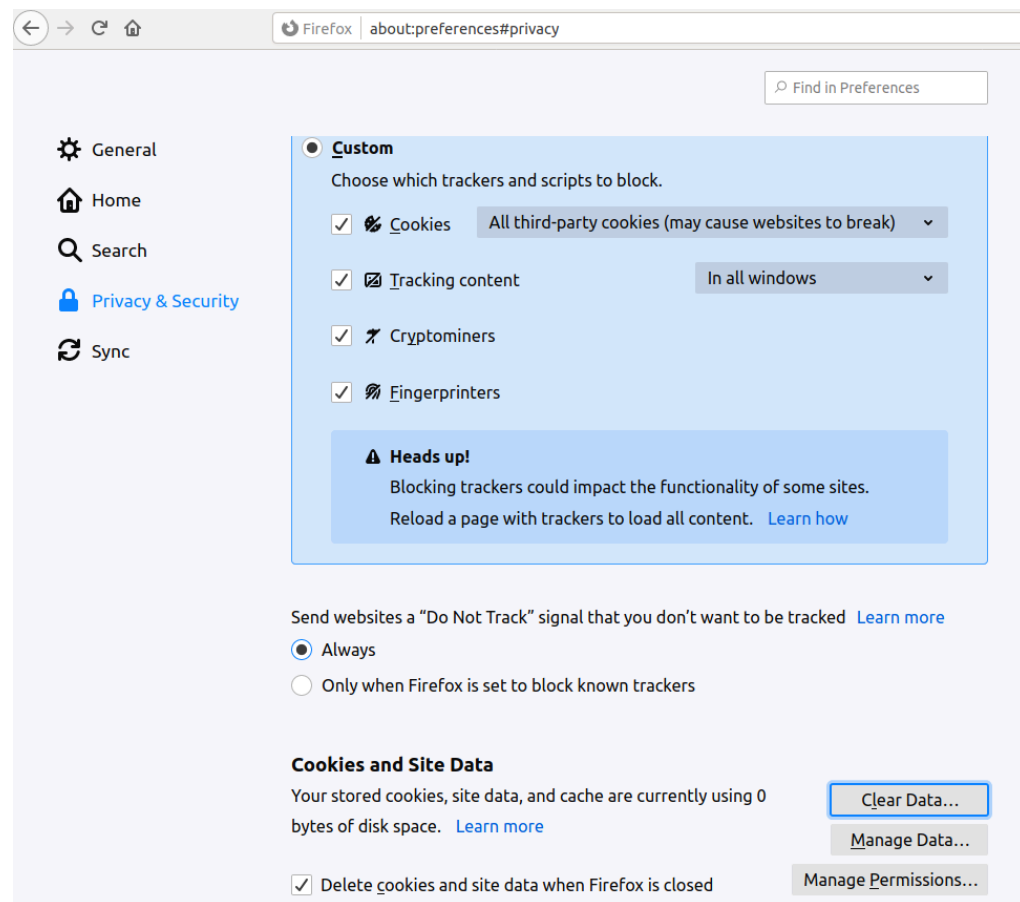 Firefox about:preferences#privacy
Find in Preferences
General
Home
Search
Privacy & Security
Sync
Custom
Choose which trackers and scripts to block.
Cookies All third-party cookies (may cause websites to break)
Tracking content In all windows
Cryptominers
Fingerprinters
Heads up!
Blocking trackers could impact the functionality of some sites.
Reload a page with trackers to load all content. Learn how
Send websites a “Do Not Track” signal that you don’t want to be tracked Learn more
Always
Only when Firefox is set to block known trackers
Cookies and Site Data
Your stored cookies, site data, and cache are currently using 0
bytes of disk space. Learn more
Clear Data…
Manage Data…
Delete cookies and site data when Firefox is closed
Manage Permissions…